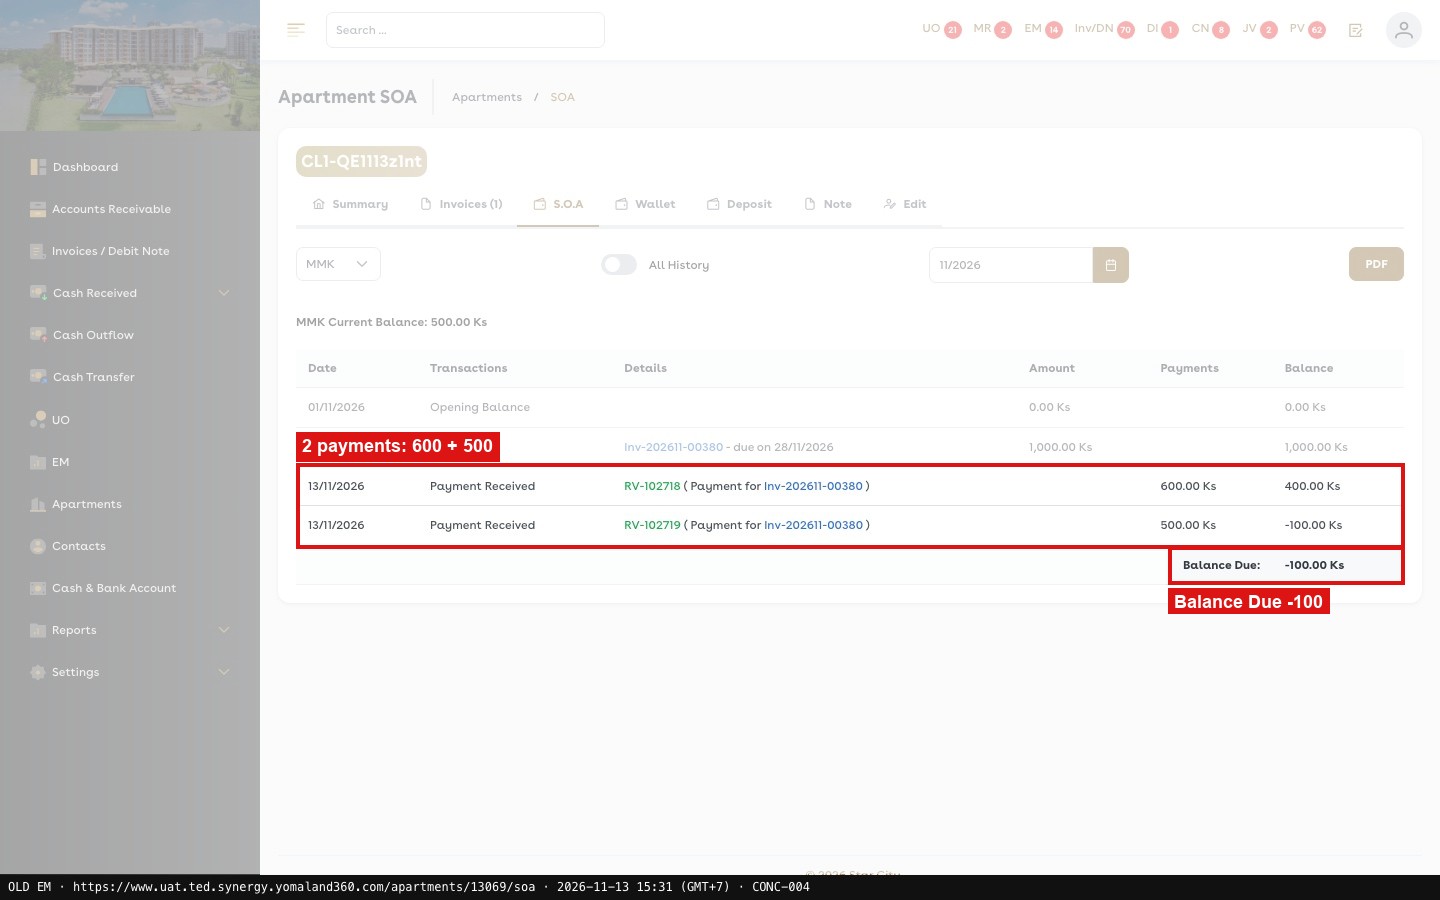 Search ...
UO 21 MR 2 EM 14 Inv/DN 70 DI 1 CN 8 JV 2 PV 62
Apartment SOA
Apartments / SOA
Dashboard
Accounts Receivable
Invoices / Debit Note
Cash Received
Cash Outflow
Cash Transfer
UO
EM
Apartments
Contacts
Cash & Bank Account
Reports
Settings
CL1-QE1113z1nt
Summary Invoices (1) S.O.A Wallet Deposit Note Edit
MMK All History 11/2026 PDF
MMK Current Balance: 500.00 Ks
Date Transactions Details Amount Payments Balance
01/11/2026 Opening Balance 0.00 Ks 0.00 Ks
2 payments: 600 + 500
Inv-202611-00380 - due on 28/11/2026 1,000.00 Ks 1,000.00 Ks
13/11/2026 Payment Received RV-102718 ( Payment for Inv-202611-00380 ) 600.00 Ks 400.00 Ks
13/11/2026 Payment Received RV-102719 ( Payment for Inv-202611-00380 ) 500.00 Ks -100.00 Ks
Balance Due: -100.00 Ks
Balance Due -100
© 2026 Star City
OLD EM · https://www.uat.ted.synergy.yomaland360.com/apartments/13069/soa · 2026-11-13 15:31 (GMT+7) · CONC-004